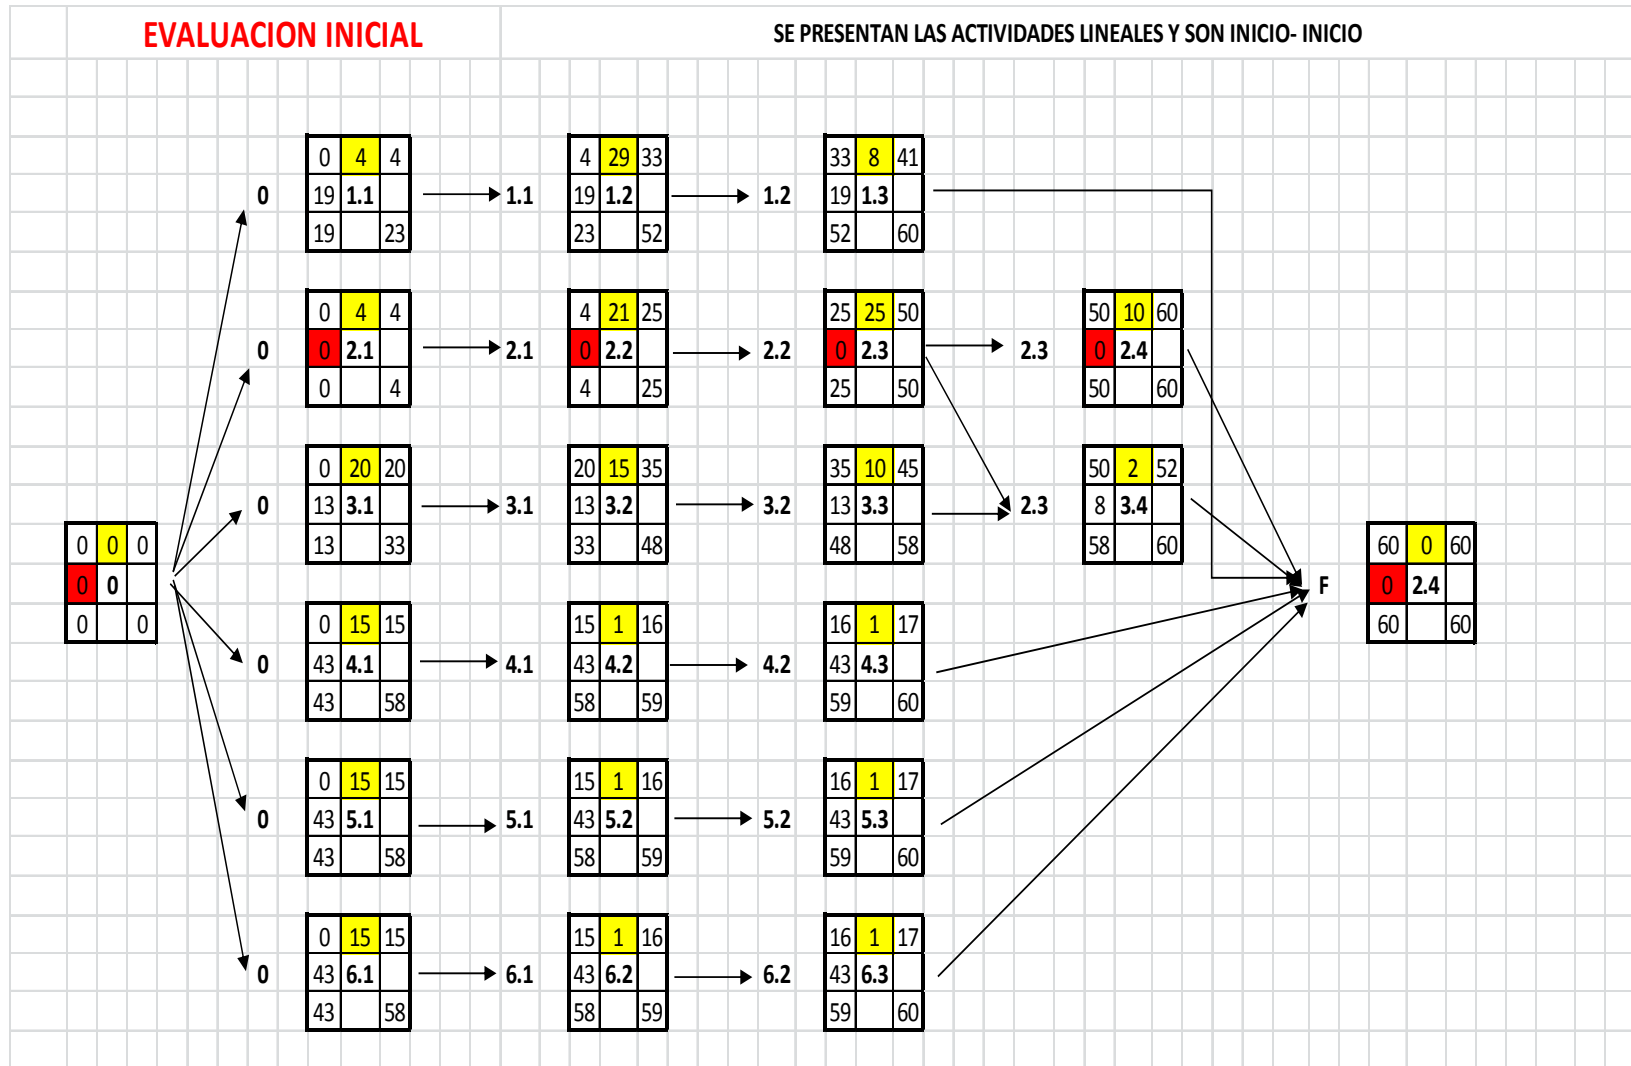 EVALUACION INICIAL SE PRESENTAN LAS ACTIVIDADES LINEALES Y SON INICIO- INICIO
0 4 4 4 29 33 33 8 41
0 19 1.1 1.1 19 1.2 1.2 19 1.3
19 23 23 52 52 60
0 4 4 4 21 25 25 25 50 50 10 60
0 0 2.1 2.1 0 2.2 2.2 0 2.3 2.3 0 2.4
0 4 4 25 25 50 50 60
0 20 20 20 15 35 35 10 45 50 2 52
0 13 3.1 3.1 13 3.2 3.2 13 3.3 2.3 8 3.4
13 33 33 48 48 58 58 60
0 0 0 60 0 60
0 0 F 0 2.4
0 0 60 60
0 15 15 15 1 16 16 1 17
0 43 4.1 4.1 43 4.2 4.2 43 4.3
43 58 58 59 59 60
0 15 15 15 1 16 16 1 17
0 43 5.1 5.1 43 5.2 5.2 43 5.3
43 58 58 59 59 60
0 15 15 15 1 16 16 1 17
0 43 6.1 6.1 43 6.2 6.2 43 6.3
43 58 58 59 59 60